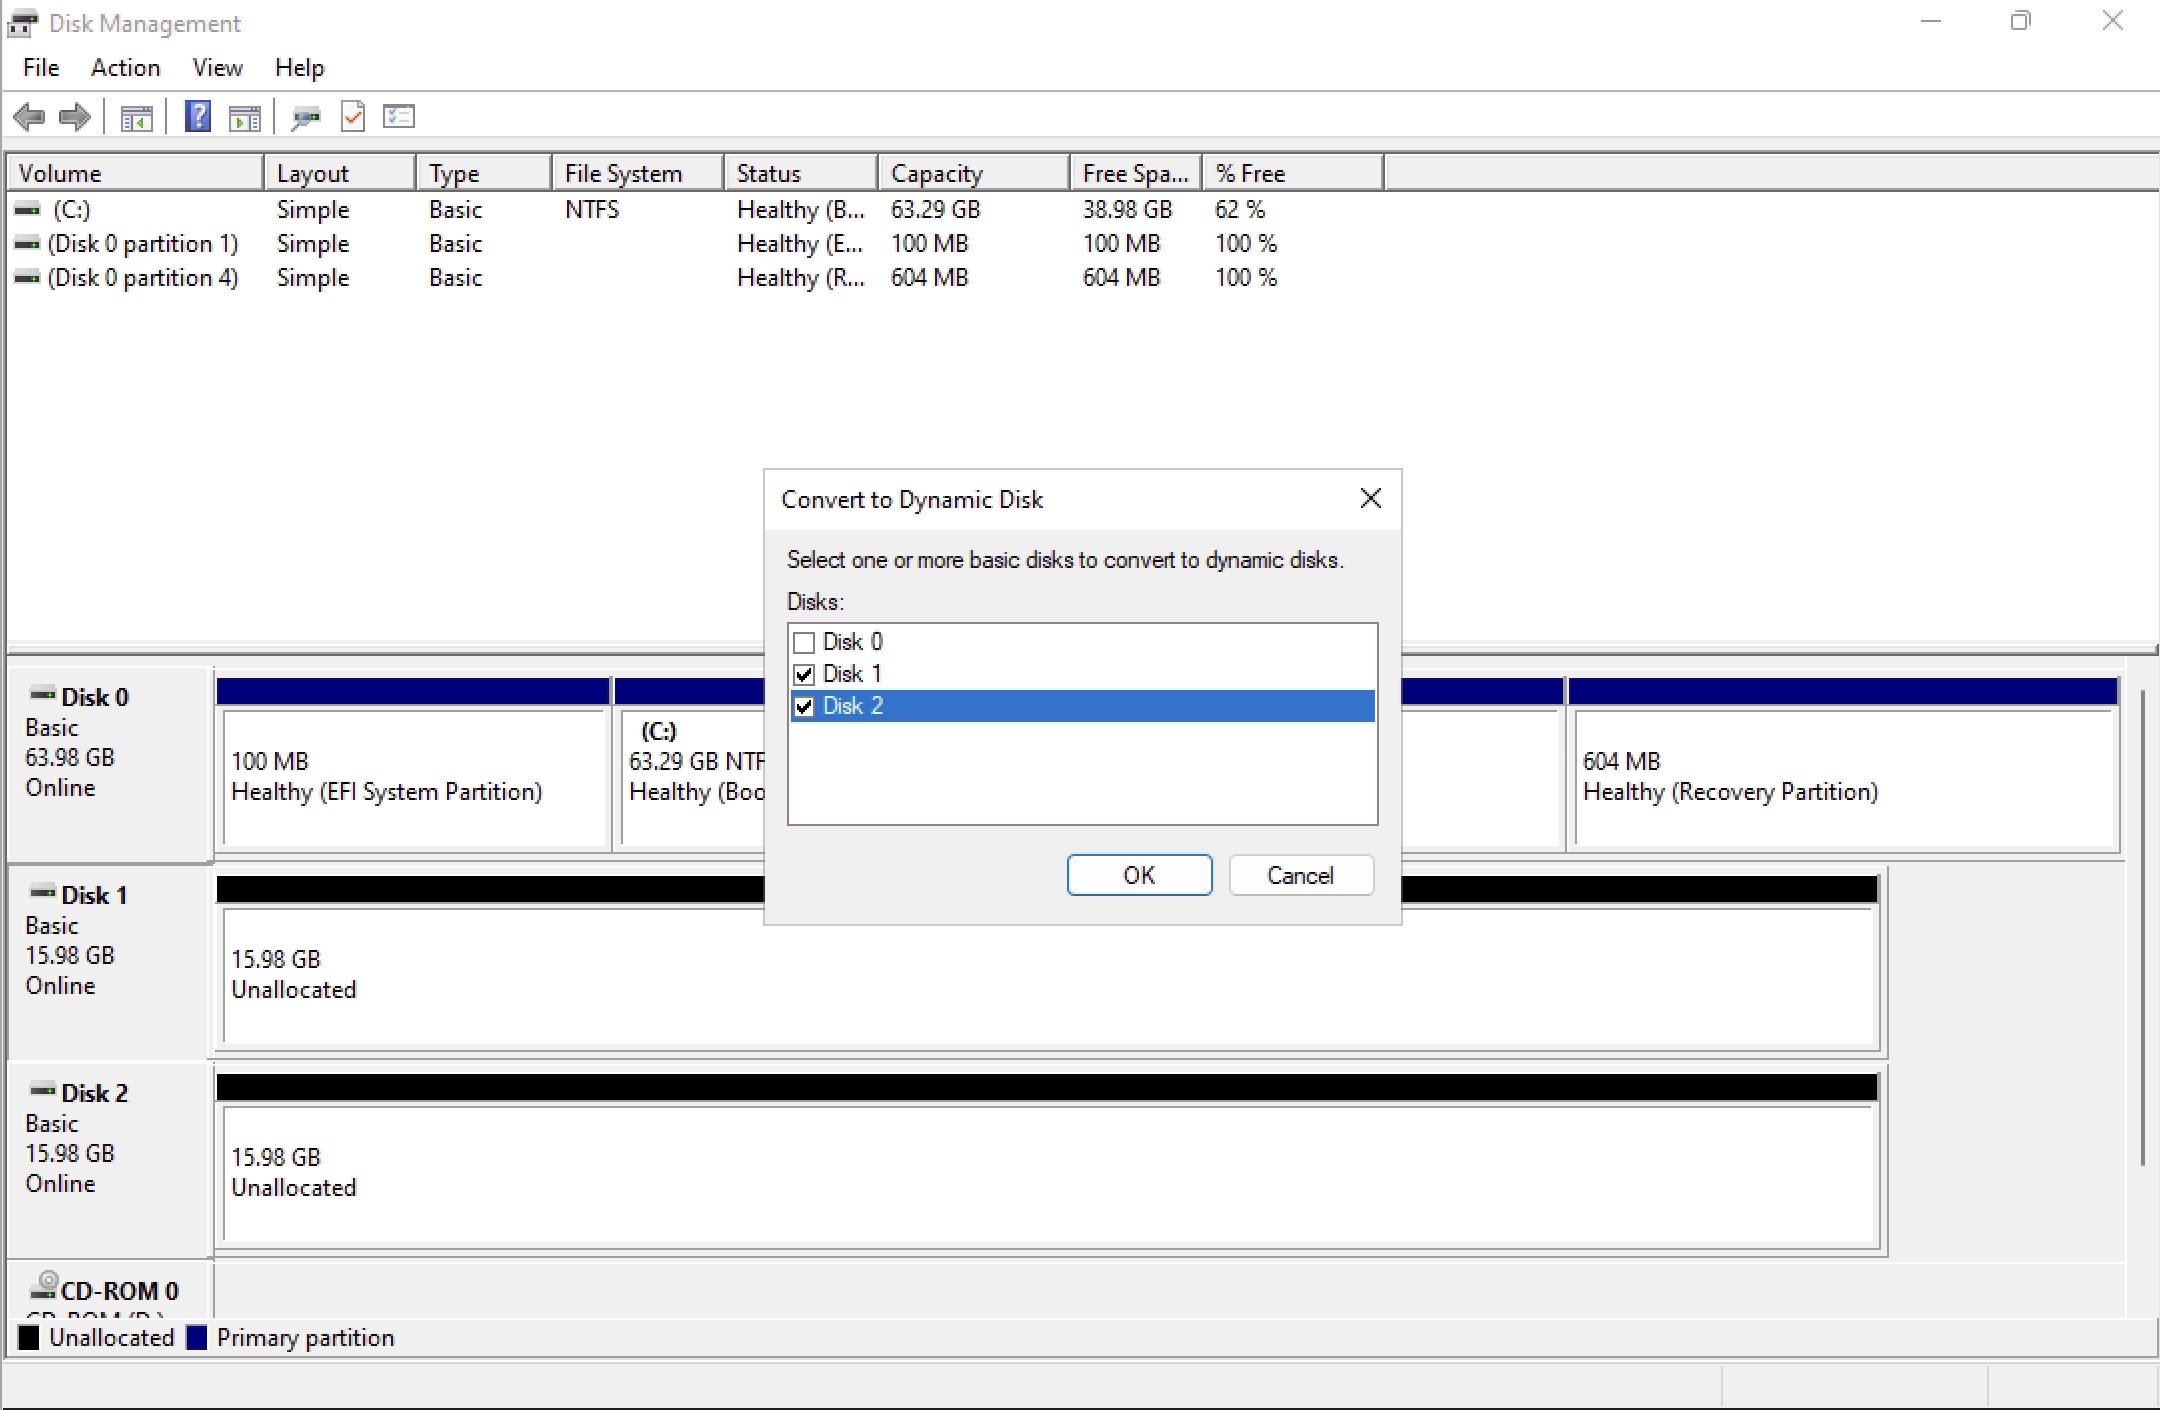 Disk Management
File Action View Help
Volume Layout Type File System Status Capacity Free Spa... % Free
(C:) Simple Basic NTFS Healthy (B... 63.29 GB 38.98 GB 62 %
(Disk 0 partition 1) Simple Basic Healthy (E... 100 MB 100 MB 100 %
(Disk 0 partition 4) Simple Basic Healthy (R... 604 MB 604 MB 100 %
Convert to Dynamic Disk
Select one or more basic disks to convert to dynamic disks.
Disks:
Disk 0
Disk 1
Disk 2
OK Cancel
Disk 0
Basic
63.98 GB
Online
100 MB
Healthy (EFI System Partition)
(C:)
63.29 GB NTF
Healthy (Boo
604 MB
Healthy (Recovery Partition)
Disk 1
Basic
15.98 GB
Online
15.98 GB
Unallocated
Disk 2
Basic
15.98 GB
Online
15.98 GB
Unallocated
CD-ROM 0
CD-ROM (D:)
Unallocated Primary partition